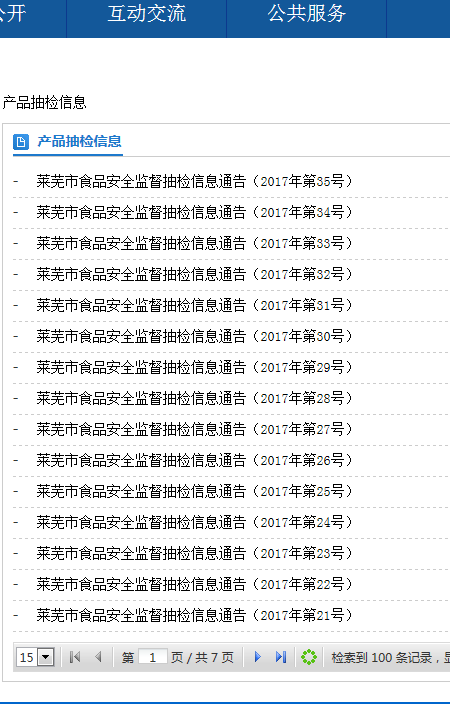 公开 互动交流 公共服务
产品抽检信息
产品抽检信息
- 莱芜市食品安全监督抽检信息通告（2017年第35号）
- 莱芜市食品安全监督抽检信息通告（2017年第34号）
- 莱芜市食品安全监督抽检信息通告（2017年第33号）
- 莱芜市食品安全监督抽检信息通告（2017年第32号）
- 莱芜市食品安全监督抽检信息通告（2017年第31号）
- 莱芜市食品安全监督抽检信息通告（2017年第30号）
- 莱芜市食品安全监督抽检信息通告（2017年第29号）
- 莱芜市食品安全监督抽检信息通告（2017年第28号）
- 莱芜市食品安全监督抽检信息通告（2017年第27号）
- 莱芜市食品安全监督抽检信息通告（2017年第26号）
- 莱芜市食品安全监督抽检信息通告（2017年第25号）
- 莱芜市食品安全监督抽检信息通告（2017年第24号）
- 莱芜市食品安全监督抽检信息通告（2017年第23号）
- 莱芜市食品安全监督抽检信息通告（2017年第22号）
- 莱芜市食品安全监督抽检信息通告（2017年第21号）
15 第 1 页 / 共 7 页 检索到 100 条记录，显